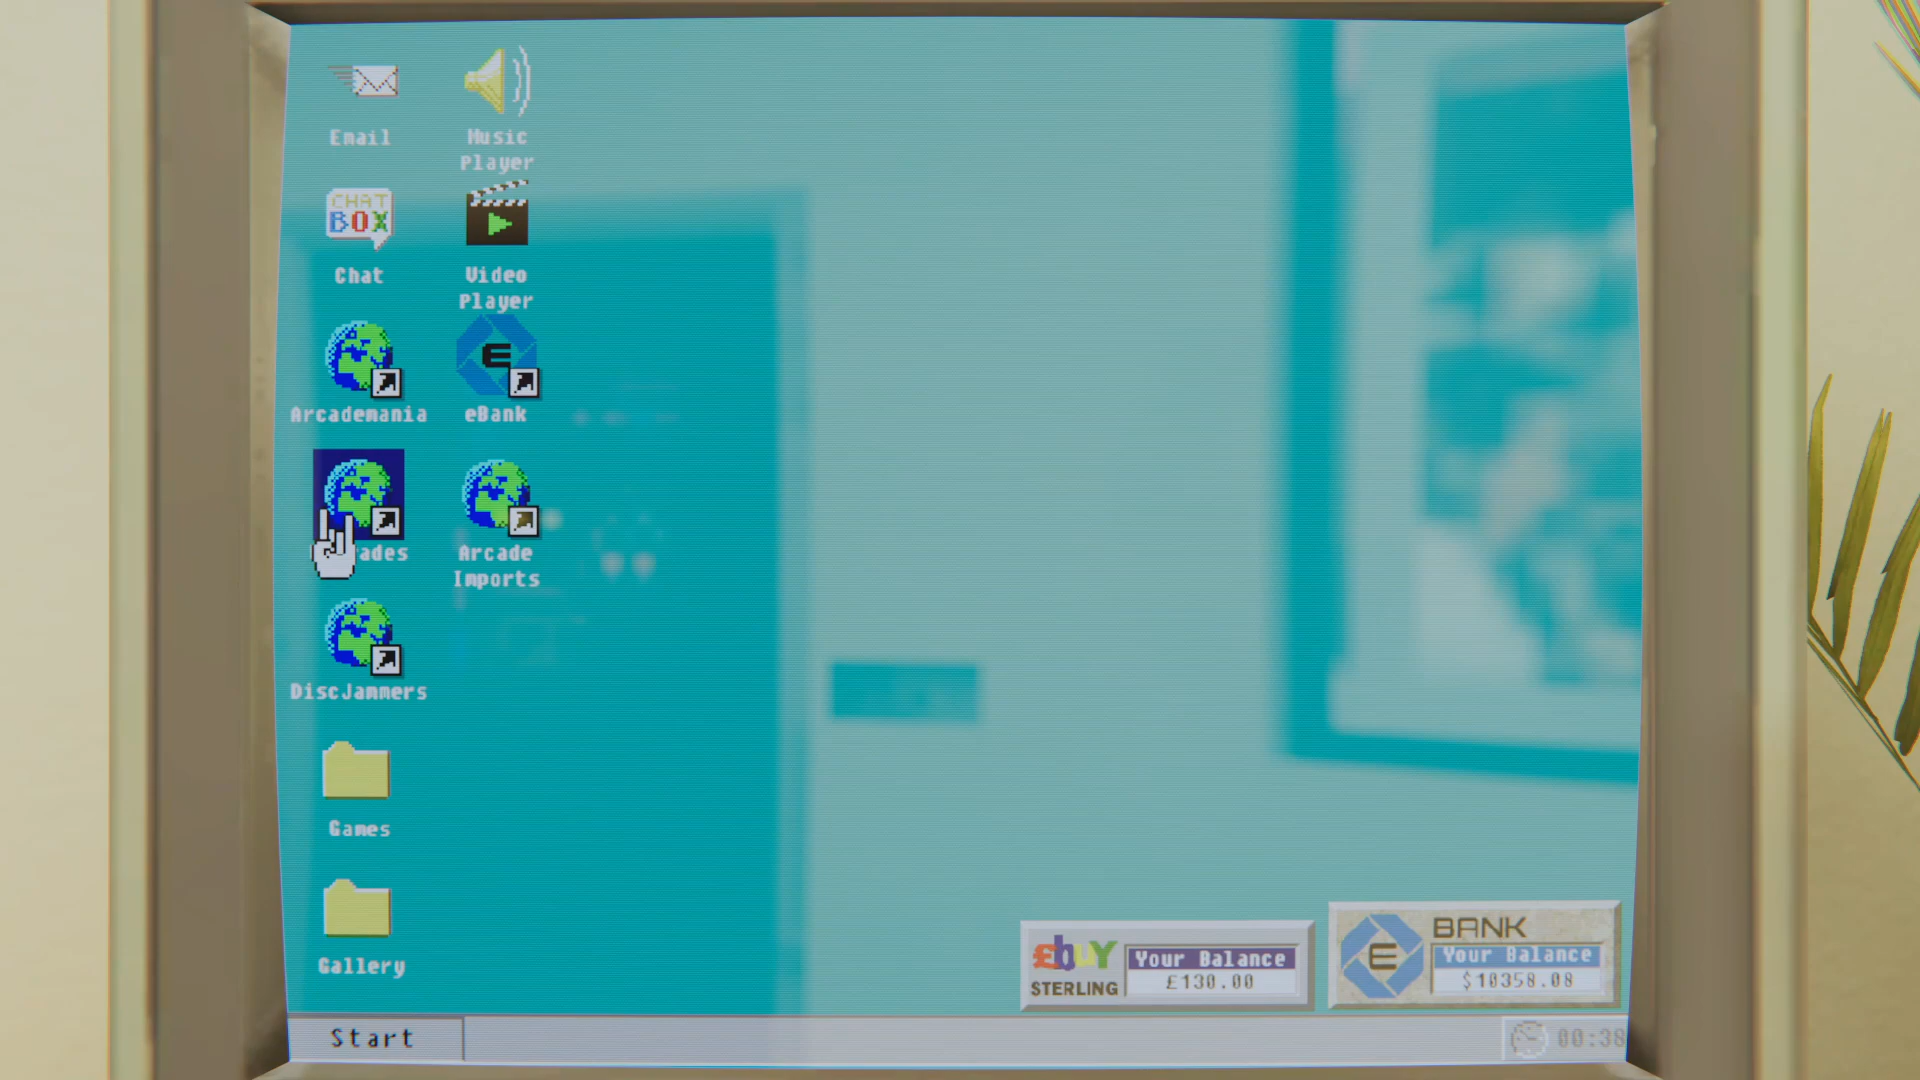 Email
Music
Player
CHAT
BOX
Chat
Video
Player
Arcademania
E
eBank
ades
Arcade
Imports
DiscJammers
Games
Gallery
£buY
STERLING
Your Balance
£130.00
E
BANK
Your Balance
$10358.08
Start
00:38